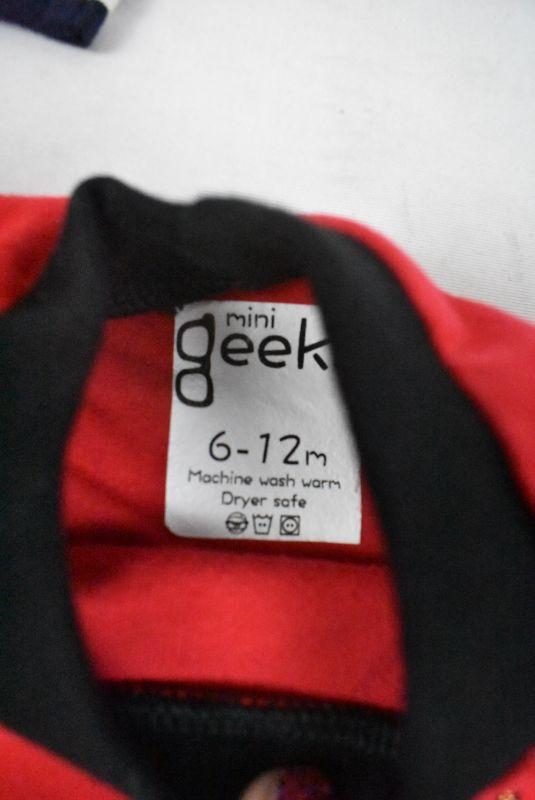 mini
geek
6-12m
Machine wash warm
Dryer safe